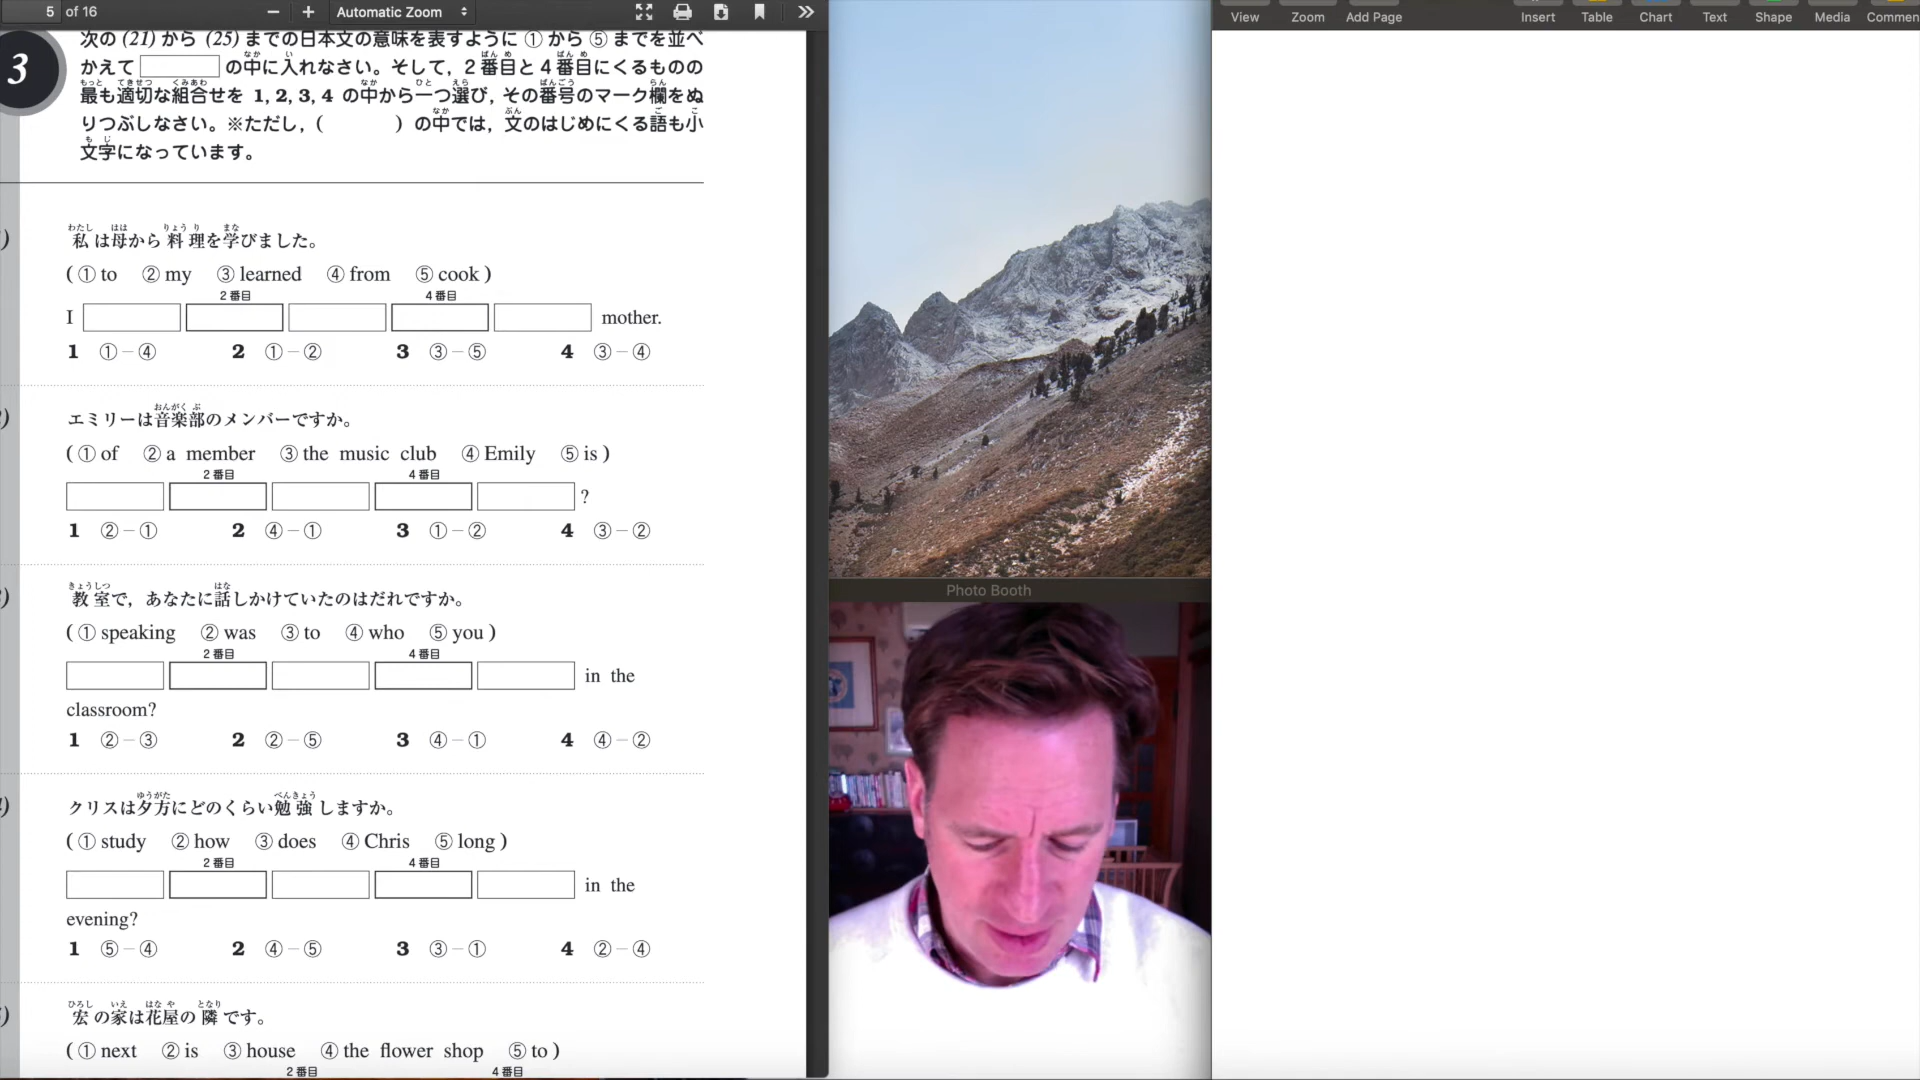 5 of 16
Automatic Zoom
3
次の (21) から (25) までの日本文の意味を表すように ① から ⑤ までを並べ
かえて の中に入れなさい。そして，2番目と4番目にくるものの
最も適切な組合せを 1, 2, 3, 4 の中から一つ選び，その番号のマーク欄をぬ
りつぶしなさい。※ただし，( ) の中では，文のはじめにくる語も小
文字になっています。
私は母から料理を学びました。
( ① to ② my ③ learned ④ from ⑤ cook )
2番目 4番目
I mother.
1 ① – ④ 2 ① – ② 3 ③ – ⑤ 4 ③ – ④
エミリーは音楽部のメンバーですか。
( ① of ② a member ③ the music club ④ Emily ⑤ is )
2番目 4番目
?
1 ② – ① 2 ④ – ① 3 ① – ② 4 ③ – ②
教室で，あなたに話しかけていたのはだれですか。
( ① speaking ② was ③ to ④ who ⑤ you )
2番目 4番目
in the
classroom?
1 ② – ③ 2 ② – ⑤ 3 ④ – ① 4 ④ – ②
クリスは夕方にどのくらい勉強しますか。
( ① study ② how ③ does ④ Chris ⑤ long )
2番目 4番目
in the
evening?
1 ⑤ – ④ 2 ④ – ⑤ 3 ③ – ① 4 ② – ④
宏の家は花屋の隣です。
( ① next ② is ③ house ④ the flower shop ⑤ to )
2番目 4番目
Photo Booth
View Zoom Add Page Insert Table Chart Text Shape Media Commen